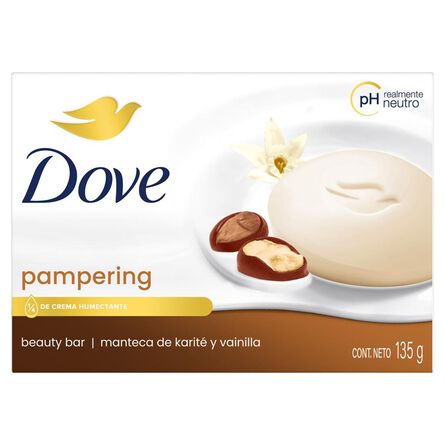 pH realmente
neutro
Dove
pampering
¼ DE CREMA HUMECTANTE
beauty bar | manteca de karité y vainilla
CONT. NETO 135 g